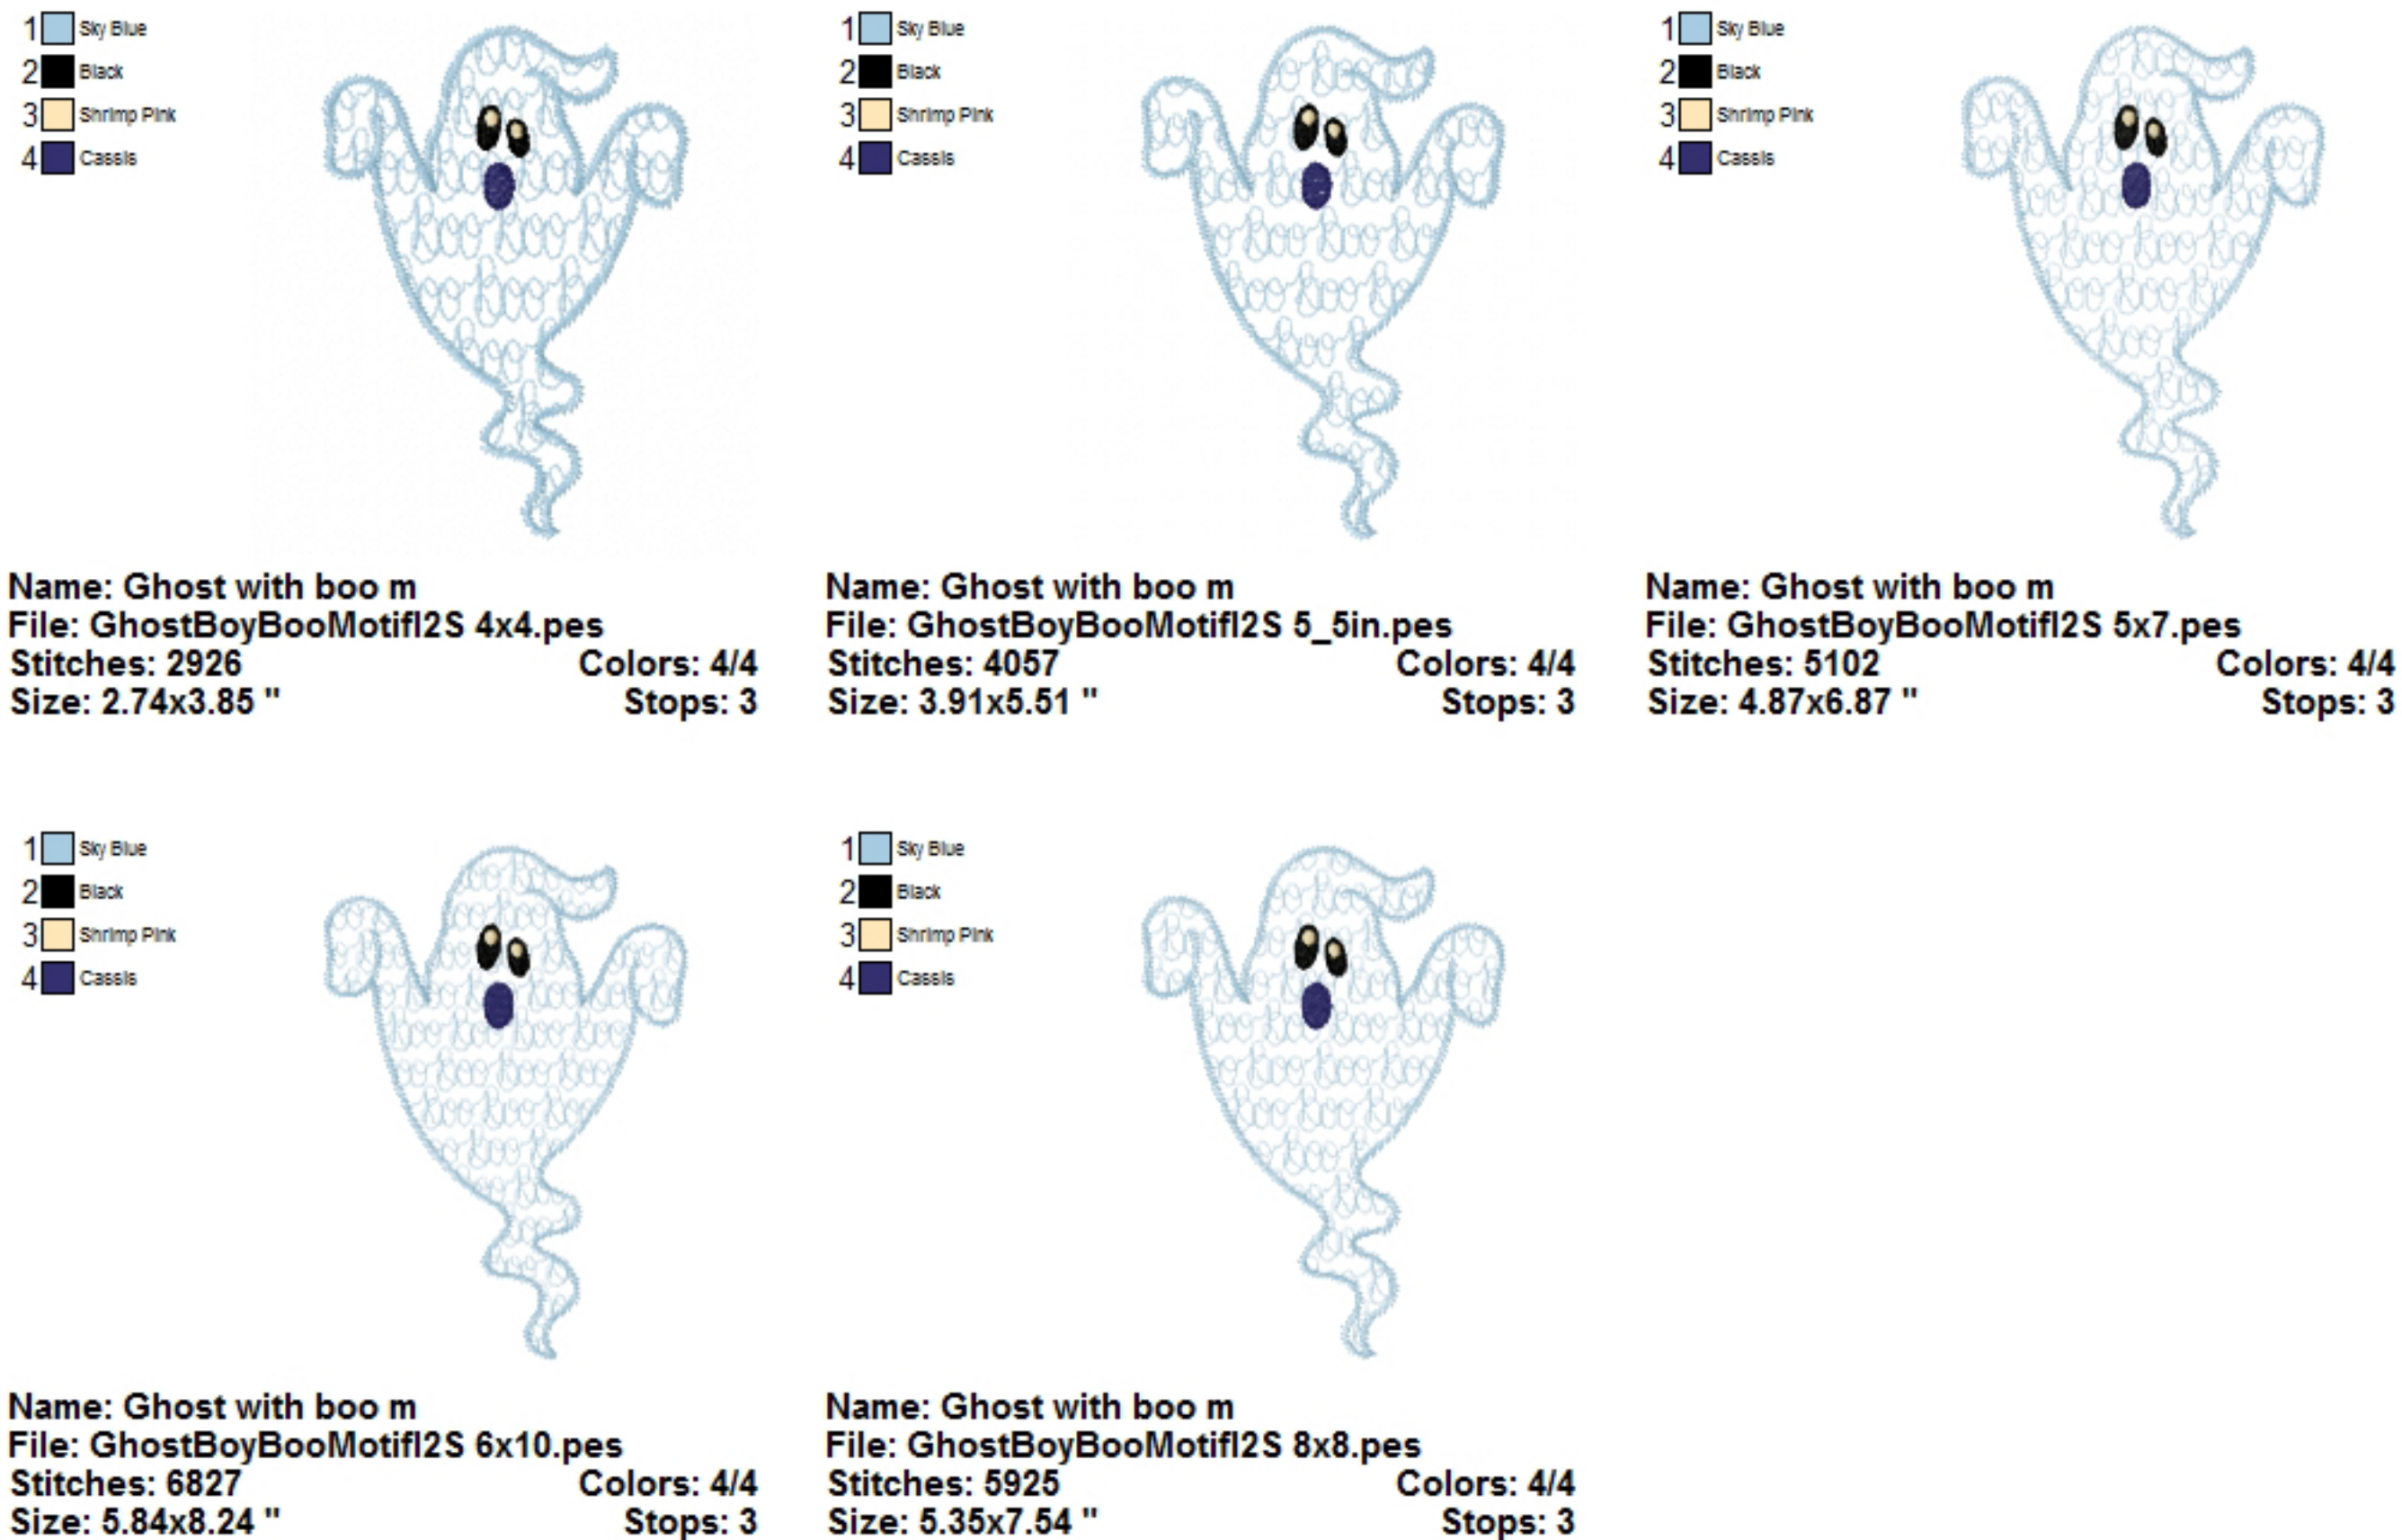 1 Sky Blue
2 Black
3 Shrimp Pink
4 Cassis
Name: Ghost with boo m
File: GhostBoyBooMotifI2S 4x4.pes
Stitches: 2926 Colors: 4/4
Size: 2.74x3.85 " Stops: 3
1 Sky Blue
2 Black
3 Shrimp Pink
4 Cassis
Name: Ghost with boo m
File: GhostBoyBooMotifI2S 5_5in.pes
Stitches: 4057 Colors: 4/4
Size: 3.91x5.51 " Stops: 3
1 Sky Blue
2 Black
3 Shrimp Pink
4 Cassis
Name: Ghost with boo m
File: GhostBoyBooMotifI2S 5x7.pes
Stitches: 5102 Colors: 4/4
Size: 4.87x6.87 " Stops: 3
1 Sky Blue
2 Black
3 Shrimp Pink
4 Cassis
Name: Ghost with boo m
File: GhostBoyBooMotifI2S 6x10.pes
Stitches: 6827 Colors: 4/4
Size: 5.84x8.24 " Stops: 3
1 Sky Blue
2 Black
3 Shrimp Pink
4 Cassis
Name: Ghost with boo m
File: GhostBoyBooMotifI2S 8x8.pes
Stitches: 5925 Colors: 4/4
Size: 5.35x7.54 " Stops: 3